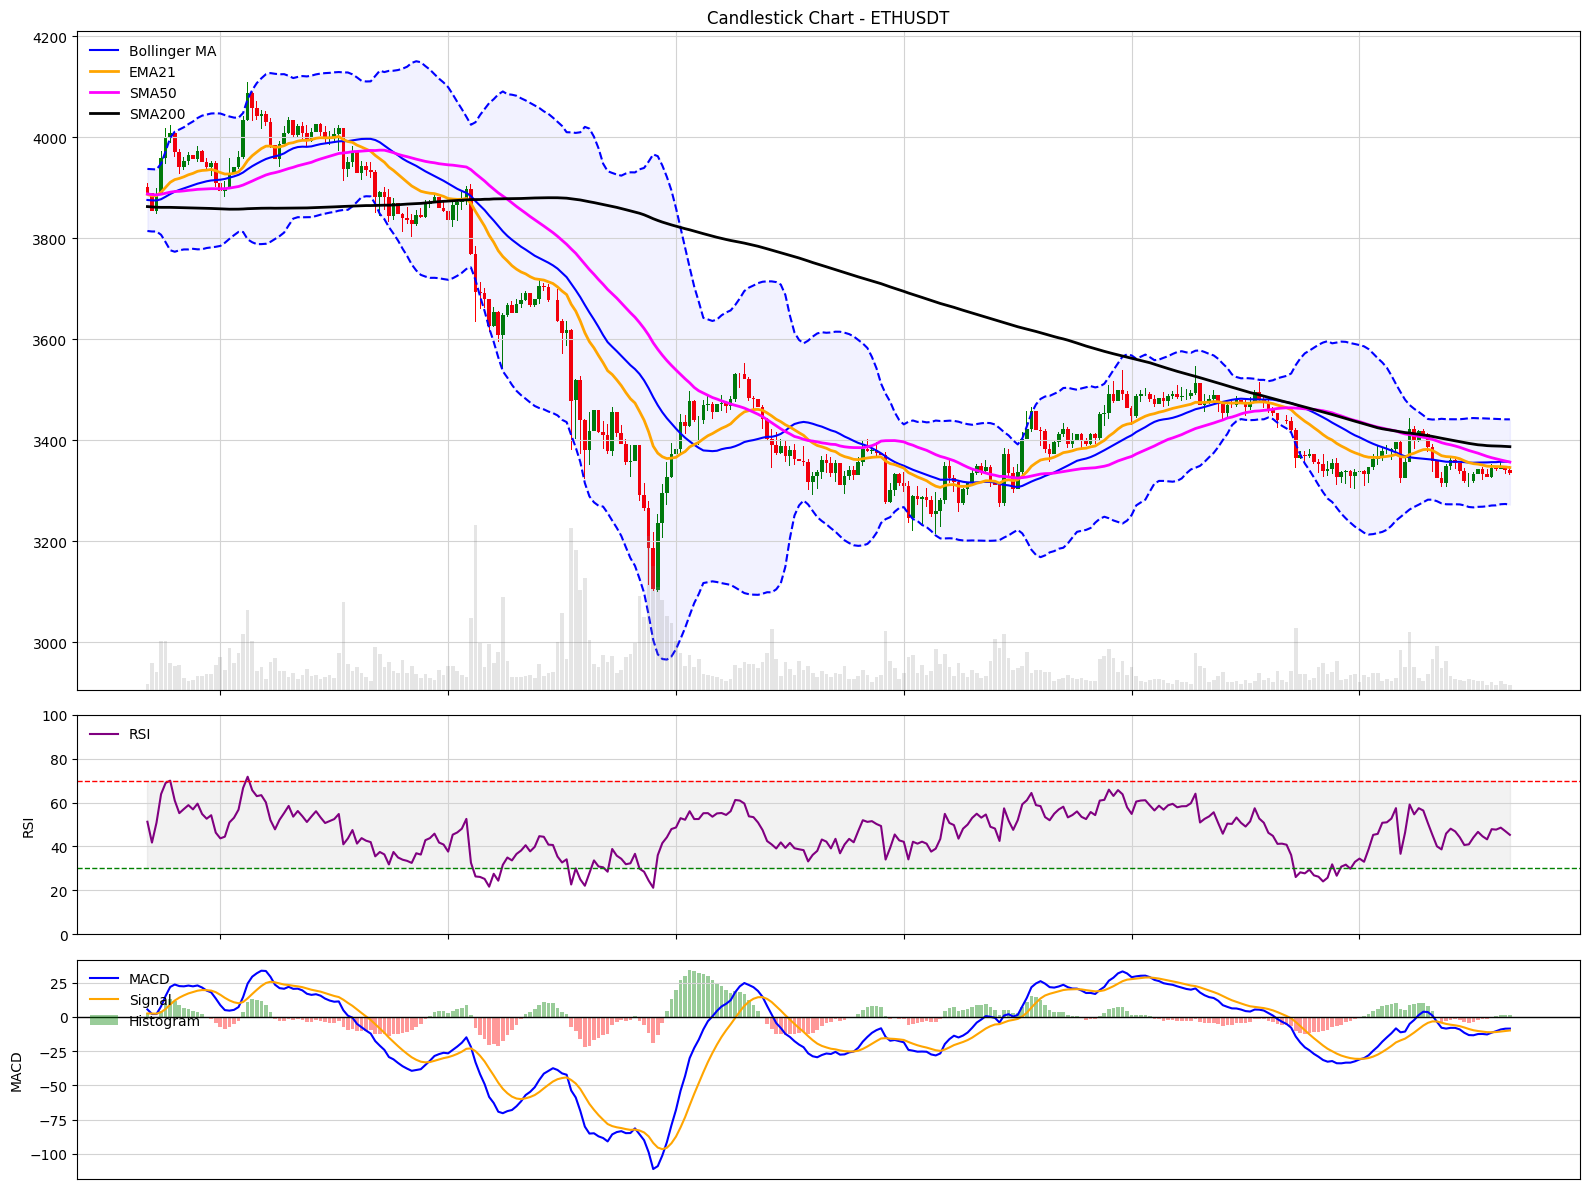 Candlestick Chart - ETHUSDT
4200
4000
3800
3600
3400
3200
3000
Bollinger MA
EMA21
SMA50
SMA200
100
80
60
40
20
0
RSI
RSI
25
0
−25
−50
−75
−100
MACD
MACD
Signal
Histogram